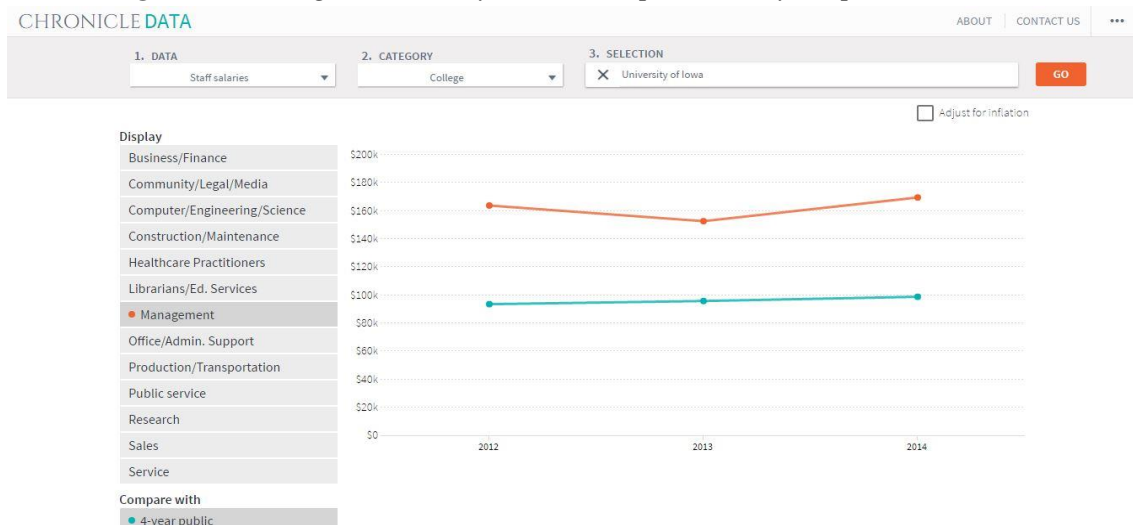 CHRONICLE DATA
ABOUT CONTACT US
1. DATA 2. CATEGORY 3. SELECTION
Staff salaries College University of Iowa GO
Adjust for inflation
Display
Business/Finance
Community/Legal/Media
Computer/Engineering/Science
Construction/Maintenance
Healthcare Practitioners
Librarians/Ed. Services
Management
Office/Admin. Support
Production/Transportation
Public service
Research
Sales
Service
Compare with
4-year public
$200k
$180k
$160k
$140k
$120k
$100k
$80k
$60k
$40k
$20k
$0
2012 2013 2014